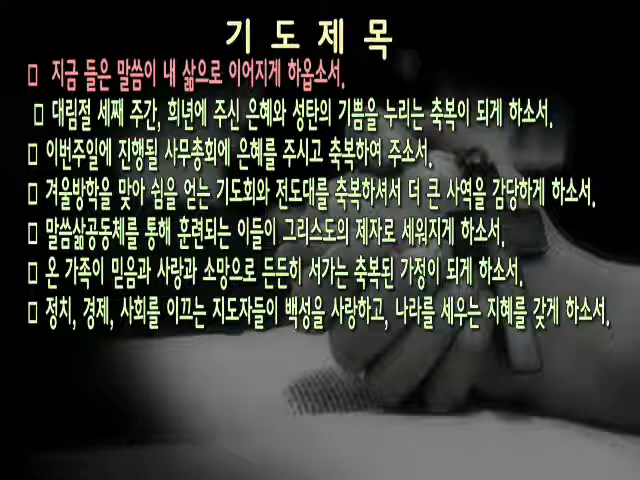 기 도 제 목
□ 지금 들은 말씀이 내 삶으로 이어지게 하옵소서.
□ 대림절 세째 주간, 희년에 주신 은혜와 성탄의 기쁨을 누리는 축복이 되게 하소서.
□ 이번주일에 진행될 사무총회에 은혜를 주시고 축복하여 주소서.
□ 겨울방학을 맞아 쉼을 얻는 기도회와 전도대를 축복하셔서 더 큰 사역을 감당하게 하소서.
□ 말씀삶공동체를 통해 훈련되는 이들이 그리스도의 제자로 세워지게 하소서.
□ 온 가족이 믿음과 사랑과 소망으로 든든히 서가는 축복된 가정이 되게 하소서.
□ 정치, 경제, 사회를 이끄는 지도자들이 백성을 사랑하고, 나라를 세우는 지혜를 갖게 하소서.